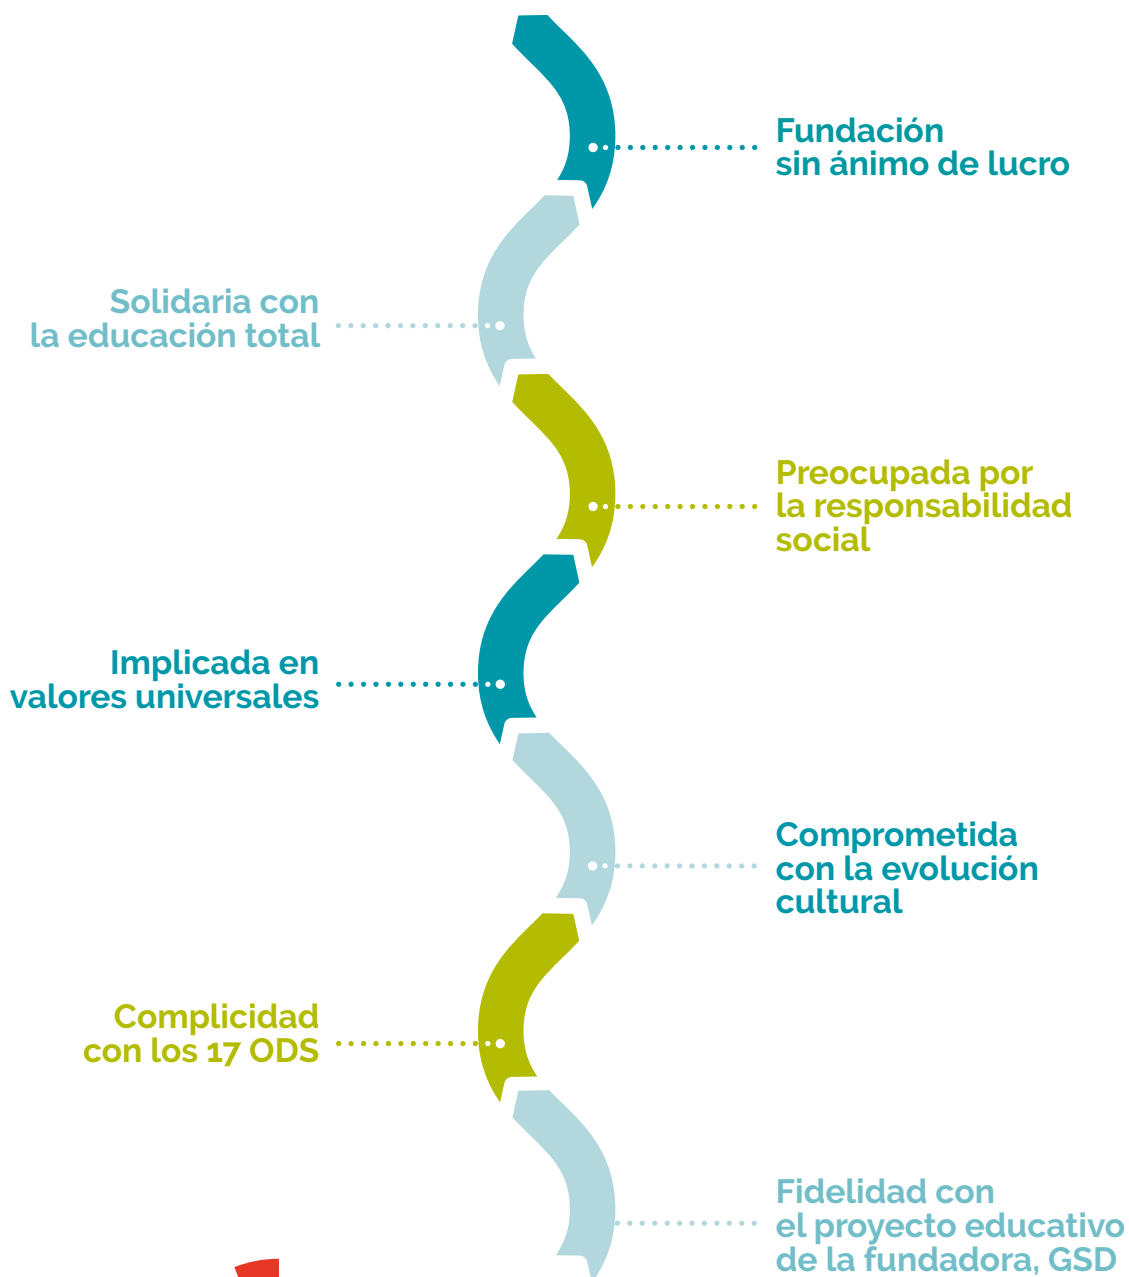 Fundación
sin ánimo de lucro
Solidaria con
la educación total
Preocupada por
la responsabilidad
social
Implicada en
valores universales
Comprometida
con la evolución
cultural
Complicidad
con los 17 ODS
Fidelidad con
el proyecto educativo
de la fundadora, GSD